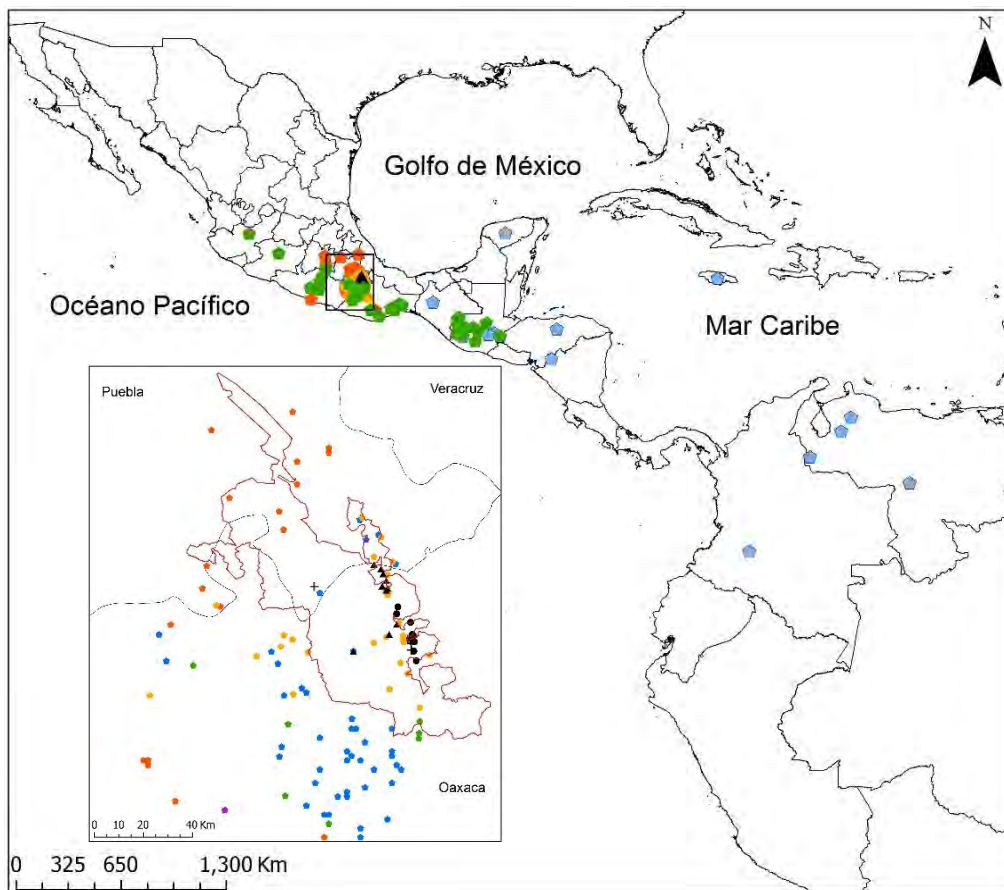 N
Golfo de México
Océano Pacífico
Mar Caribe
Puebla
Veracruz
Oaxaca
0 10 20 40 Km
0 325 650 1,300 Km